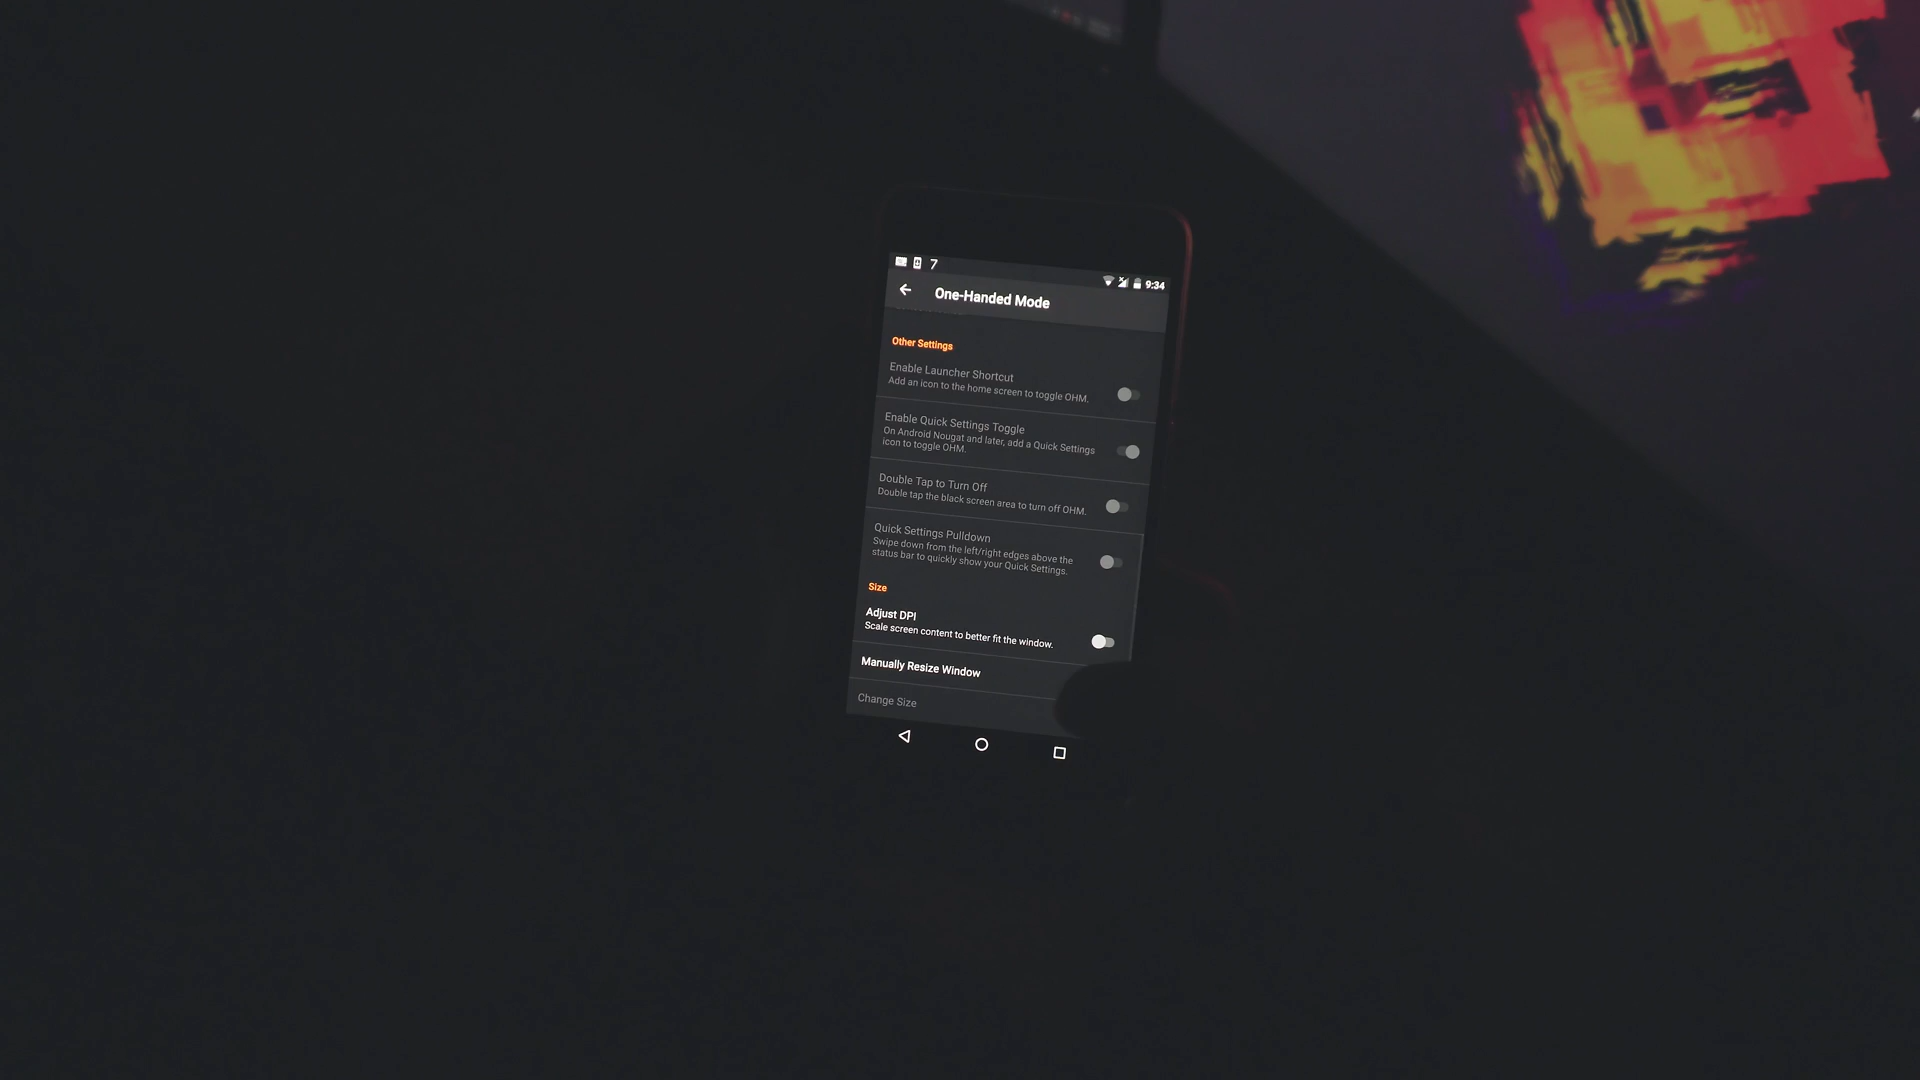 7
9:34
One-Handed Mode
Other Settings
Enable Launcher Shortcut
Add an icon to the home screen to toggle OHM.
Enable Quick Settings Toggle
On Android Nougat and later, add a Quick Settings
icon to toggle OHM.
Double Tap to Turn Off
Double tap the black screen area to turn off OHM.
Quick Settings Pulldown
Swipe down from the left/right edges above the
status bar to quickly show your Quick Settings.
Size
Adjust DPI
Scale screen content to better fit the window.
Manually Resize Window
Change Size